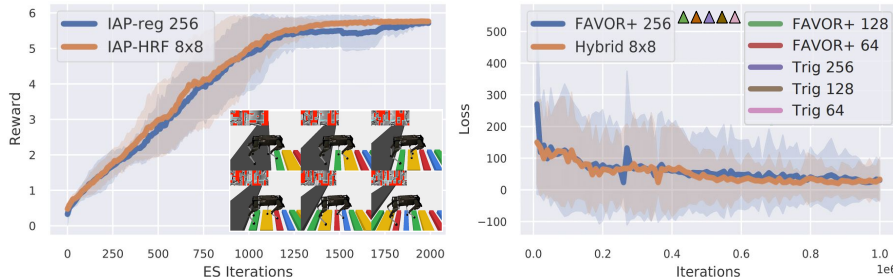 IAP-reg 256
IAP-HRF 8x8
Reward
6
5
4
3
2
1
0
0 250 500 750 1000 1250 1500 1750 2000
ES Iterations
FAVOR+ 256
Hybrid 8x8
FAVOR+ 128
FAVOR+ 64
Trig 256
Trig 128
Trig 64
Loss
500
400
300
200
100
0
−100
0.0 0.2 0.4 0.6 0.8 1.0
1e6
Iterations